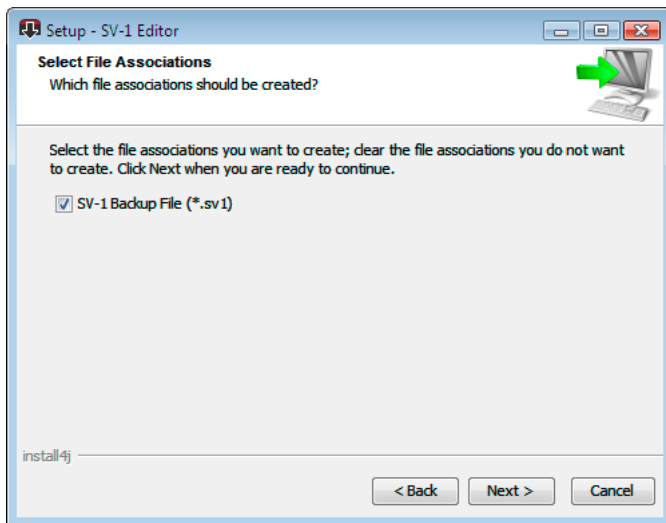 Setup - SV-1 Editor
Select File Associations
Which file associations should be created?
Select the file associations you want to create; clear the file associations you do not want
to create. Click Next when you are ready to continue.
SV-1 Backup File (*.sv1)
install4j
< Back
Next >
Cancel